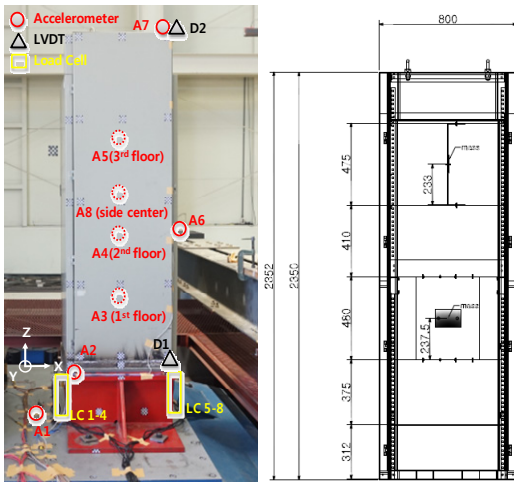 Accelerometer
LVDT
Load Cell
A7
D2
A5(3rd floor)
A8 (side center)
A6
A4(2nd floor)
A3 (1st floor)
Z
X
Y
A2
D1
LC 1-4
LC 5-8
A1
800
mass
475
233
410
2352
2350
mass
480
237.5
375
312